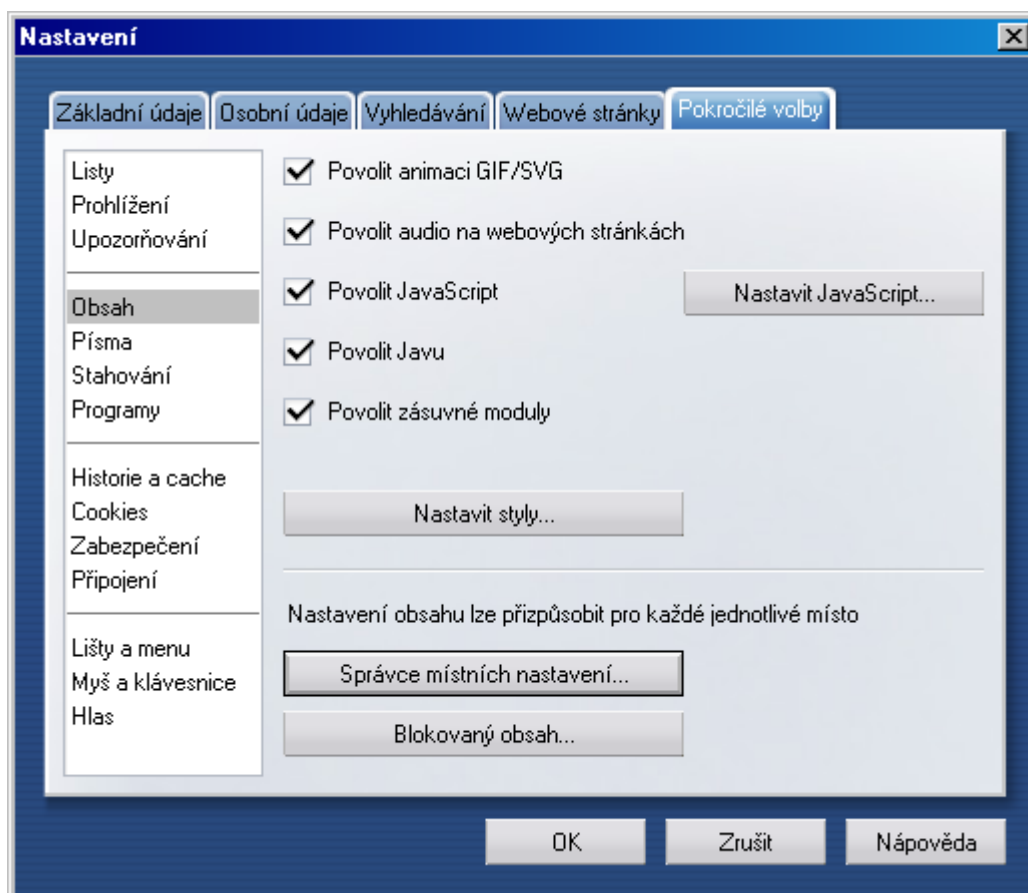 Nastavení
Základní údaje Osobní údaje Vyhledávání Webové stránky Pokročilé volby
Listy
Prohlížení
Upozorňování
Obsah
Písma
Stahování
Programy
Historie a cache
Cookies
Zabezpečení
Připojení
Lišty a menu
Myš a klávesnice
Hlas
Povolit animaci GIF/SVG
Povolit audio na webových stránkách
Povolit JavaScript
Nastavit JavaScript...
Povolit Javu
Povolit zásuvné moduly
Nastavit styly...
Nastavení obsahu lze přizpůsobit pro každé jednotlivé místo
Správce místních nastavení...
Blokovaný obsah...
OK Zrušit Nápověda